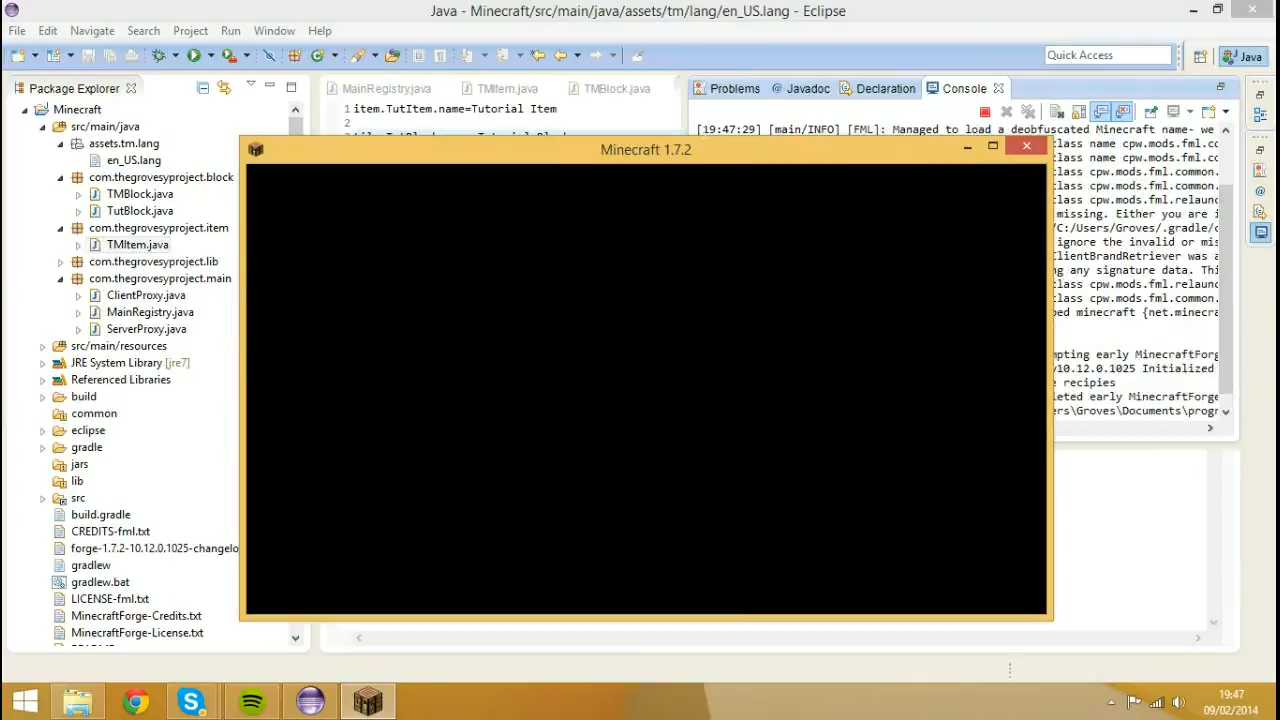 Java - Minecraft/src/main/java/assets/tm/lang/en_US.lang - Eclipse
File Edit Navigate Search Project Run Window Help
Quick Access
Java
Package Explorer
MainRegistry.java TMItem.java TMBlock.java
Problems Javadoc Declaration Console
Minecraft
src/main/java
assets.tm.lang
en_US.lang
com.thegrovesyproject.block
TMBlock.java
TutBlock.java
com.thegrovesyproject.item
TMItem.java
com.thegrovesyproject.lib
com.thegrovesyproject.main
ClientProxy.java
MainRegistry.java
ServerProxy.java
src/main/resources
JRE System Library [jre7]
Referenced Libraries
build
common
eclipse
gradle
jars
lib
src
build.gradle
CREDITS-fml.txt
forge-1.7.2-10.12.0.1025-changelo
gradlew
gradlew.bat
LICENSE-fml.txt
MinecraftForge-Credits.txt
MinecraftForge-License.txt
1 item.TutItem.name=Tutorial Item
2
Minecraft 1.7.2
[19:47:29] [main/INFO] [FML]: Managed to load a deobfuscated Minecraft name- we
class name cpw.mods.fml.co
class name cpw.mods.fml.co
class cpw.mods.fml.common.
class cpw.mods.fml.common.
class cpw.mods.fml.relaun
missing. Either you are i
/C:/Users/Groves/.gradle/c
ignore the invalid or mis
ClientBrandRetriever was a
ing any signature data. Th
class cpw.mods.fml.relaun
class cpw.mods.fml.common.
ped minecraft {net.minecra
apting early MinecraftForg
v10.12.0.1025 Initialized
e recipies
leted early MinecraftForge
ers\Groves\Documents\progr
19:47
09/02/2014